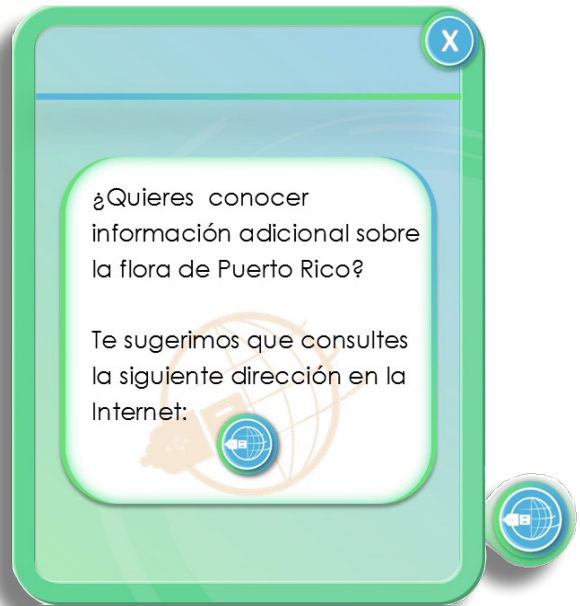 X
¿Quieres conocer
información adicional sobre
la flora de Puerto Rico?
Te sugerimos que consultes
la siguiente dirección en la
Internet: